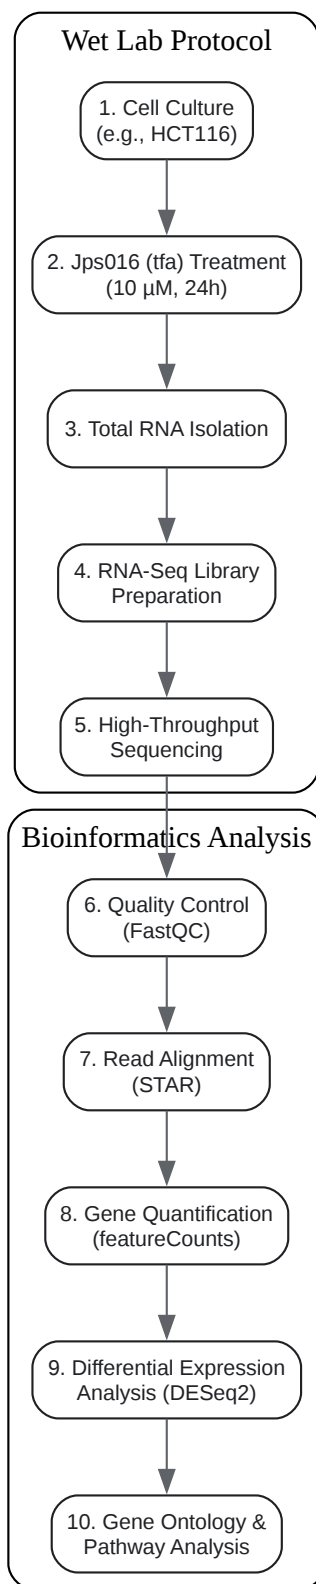 Wet Lab Protocol
1. Cell Culture
(e.g., HCT116)
2. Jps016 (tfa) Treatment
(10 µM, 24h)
3. Total RNA Isolation
4. RNA-Seq Library
Preparation
5. High-Throughput
Sequencing
Bioinformatics Analysis
6. Quality Control
(FastQC)
7. Read Alignment
(STAR)
8. Gene Quantification
(featureCounts)
9. Differential Expression
Analysis (DESeq2)
10. Gene Ontology &
Pathway Analysis